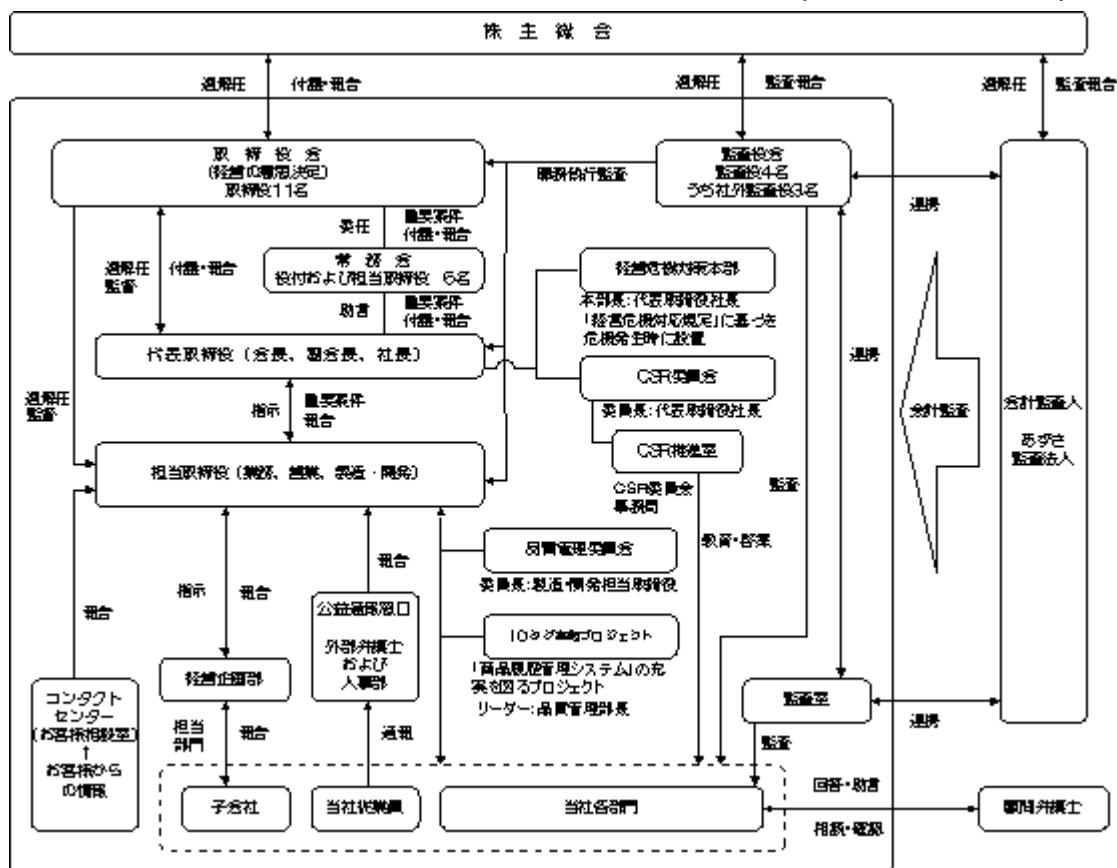 株主総会
選解任
付議・報告
選解任
監査報告
選解任
監査報告
取締役会
(経営の意思決定)
取締役11名
監査役会
監査役4名
うち社外監査役3名
職務執行監査
連携
委任
重要案件
付議・報告
選解任
監督
付議・報告
常務会
役付および担当取締役 6名
助言
重要案件
付議・報告
経営危機対策本部
本部長:代表取締役社長
「経営危機対応規定」に基づき
危機発生時に設置
代表取締役(会長、副会長、社長)
連携
CSR委員会
委員長:代表取締役社長
選解任
監督
指示
重要案件
報告
会計監査
会計監査人
あずさ
監査法人
CSR推進室
担当取締役(業務、営業、製造・開発)
CSR委員会
事務局
監査
教育・啓蒙
品質管理委員会
委員長:製造・開発担当取締役
報告
指示
報告
報告
公益通報窓口
外部弁護士
および
人事部
ICタグ プロジェクト
「商品履歴管理システム」の充
実を図るプロジェクト
リーダー:品質管理部長
経営企画部
コンタクト
センター
(お客様相談室)
↑
お客様から
の情報
監査室
連携
担当
部門
報告
通報
監査
子会社
当社従業員
当社各部門
回答・助言
相談・確認
顧問弁護士